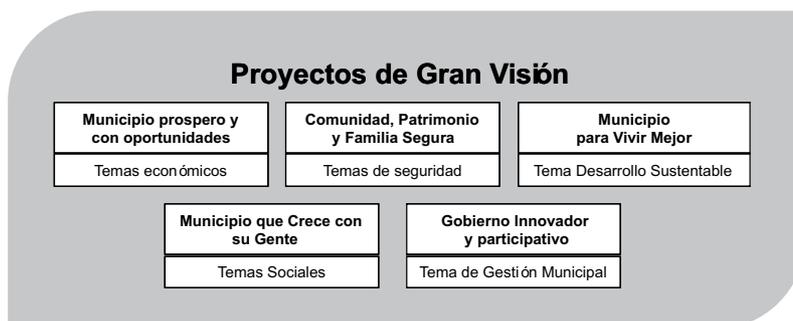 Proyectos de Gran Visión
Municipio prospero y
con oportunidades
Temas económicos
Comunidad, Patrimonio
y Familia Segura
Temas de seguridad
Municipio
para Vivir Mejor
Tema Desarrollo Sustentable
Municipio que Crece con
su Gente
Temas Sociales
Gobierno Innovador
y participativo
Tema de Gestión Municipal